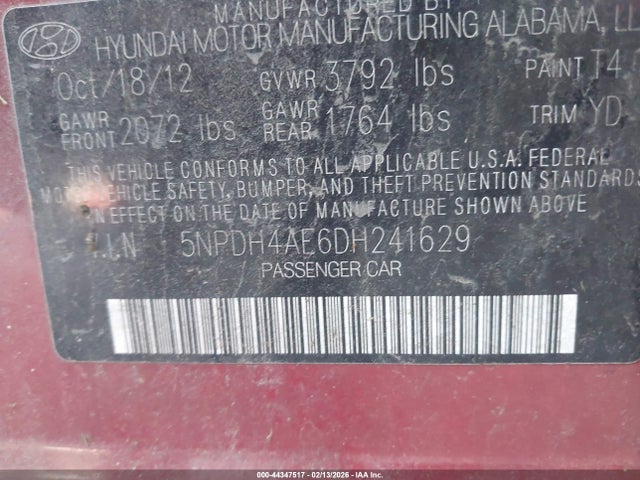 MANUFACTURED BY
HYUNDAI MOTOR MANUFACTURING ALABAMA, LL
Oct/18/12 GVWR 3792 lbs PAINT T4
GAWR FRONT 2072 lbs GAWR REAR 1764 lbs TRIM YD
THIS VEHICLE CONFORMS TO ALL APPLICABLE U.S.A. FEDERAL
MOTOR VEHICLE SAFETY, BUMPER, AND THEFT PREVENTION STANDARDS
IN EFFECT ON THE DATE OF MANUFACTURE SHOWN ABOVE.
5NPDH4AE6DH241629
PASSENGER CAR
000-44347517 - 02/13/2026 - IAA Inc.